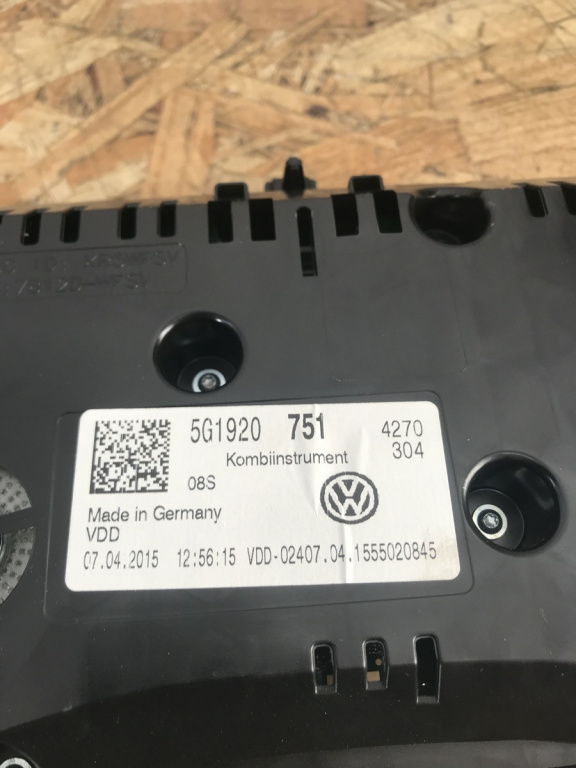 5G1920 751 4270
Kombiinstrument 304
08S
Made in Germany
VDD
07.04.2015 12:56:15 VDD-02407.04.1555020845